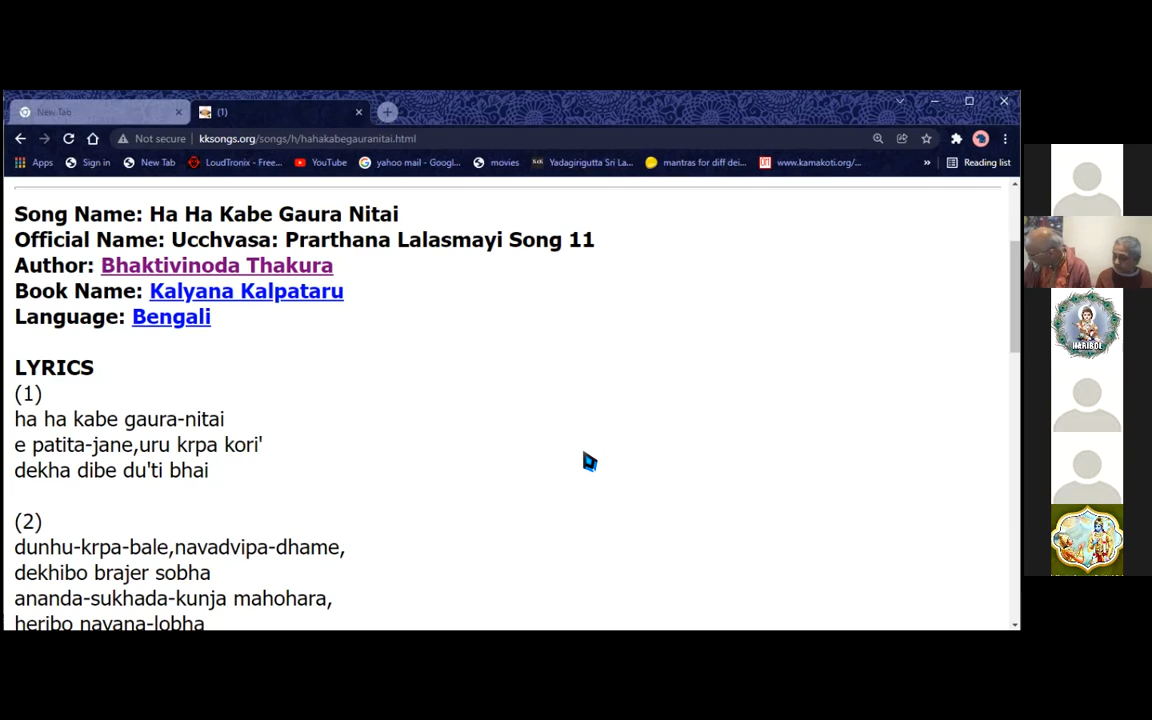 New Tab
(1)
Not secure
kksongs.org/songs/h/hahakabegauranitai.html
Apps
Sign in
New Tab
LoudTronix - Free...
YouTube
yahoo mail - Googl...
movies
Yadagirigutta Sri La...
mantras for diff dei...
www.kamakoti.org/...
»
Reading list
Song Name: Ha Ha Kabe Gaura Nitai
Official Name: Ucchvasa: Prarthana Lalasmayi Song 11
Author: Bhaktivinoda Thakura
Book Name: Kalyana Kalpataru
Language: Bengali
LYRICS
(1)
ha ha kabe gaura-nitai
e patita-jane,uru krpa kori'
dekha dibe du'ti bhai
(2)
dunhu-krpa-bale,navadvipa-dhame,
dekhibo brajer sobha
ananda-sukhada-kunja mahohara,
heribo nayana-lobha
HARIBOL